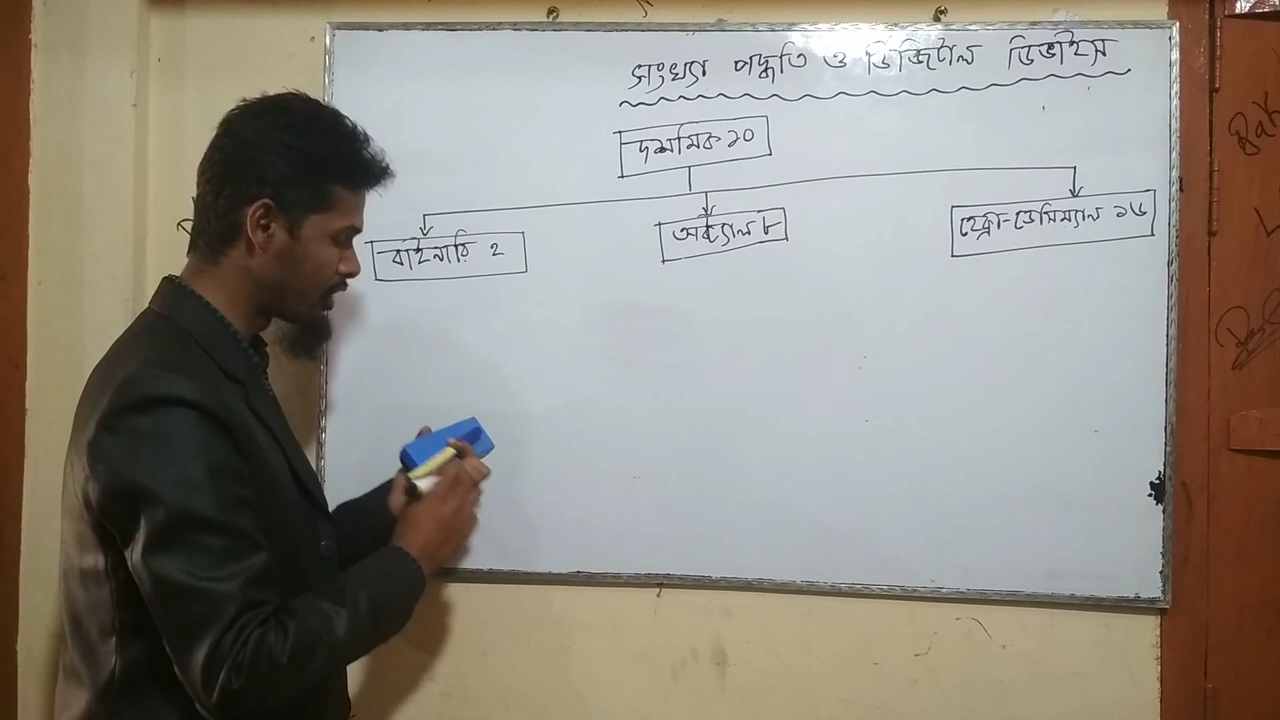 সংখ্যা পদ্ধতি ও ডিজিটাল ডিভাইস
দশমিক ১০
বাইনারি ২
অক্ট্যাল ৮
হেক্সা-ডেসিম্যাল ১৬